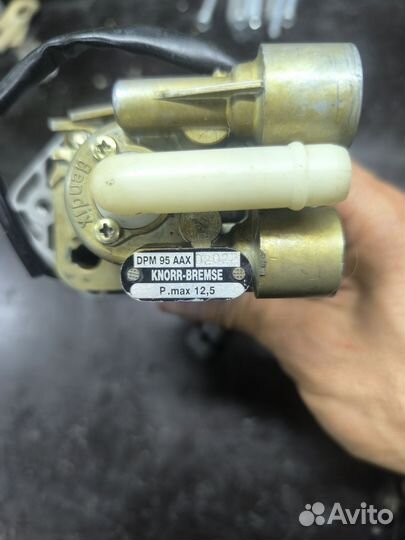 Bendix
DPM 95 AAX
KNORR-BREMSE
P.max 12,5
Avito